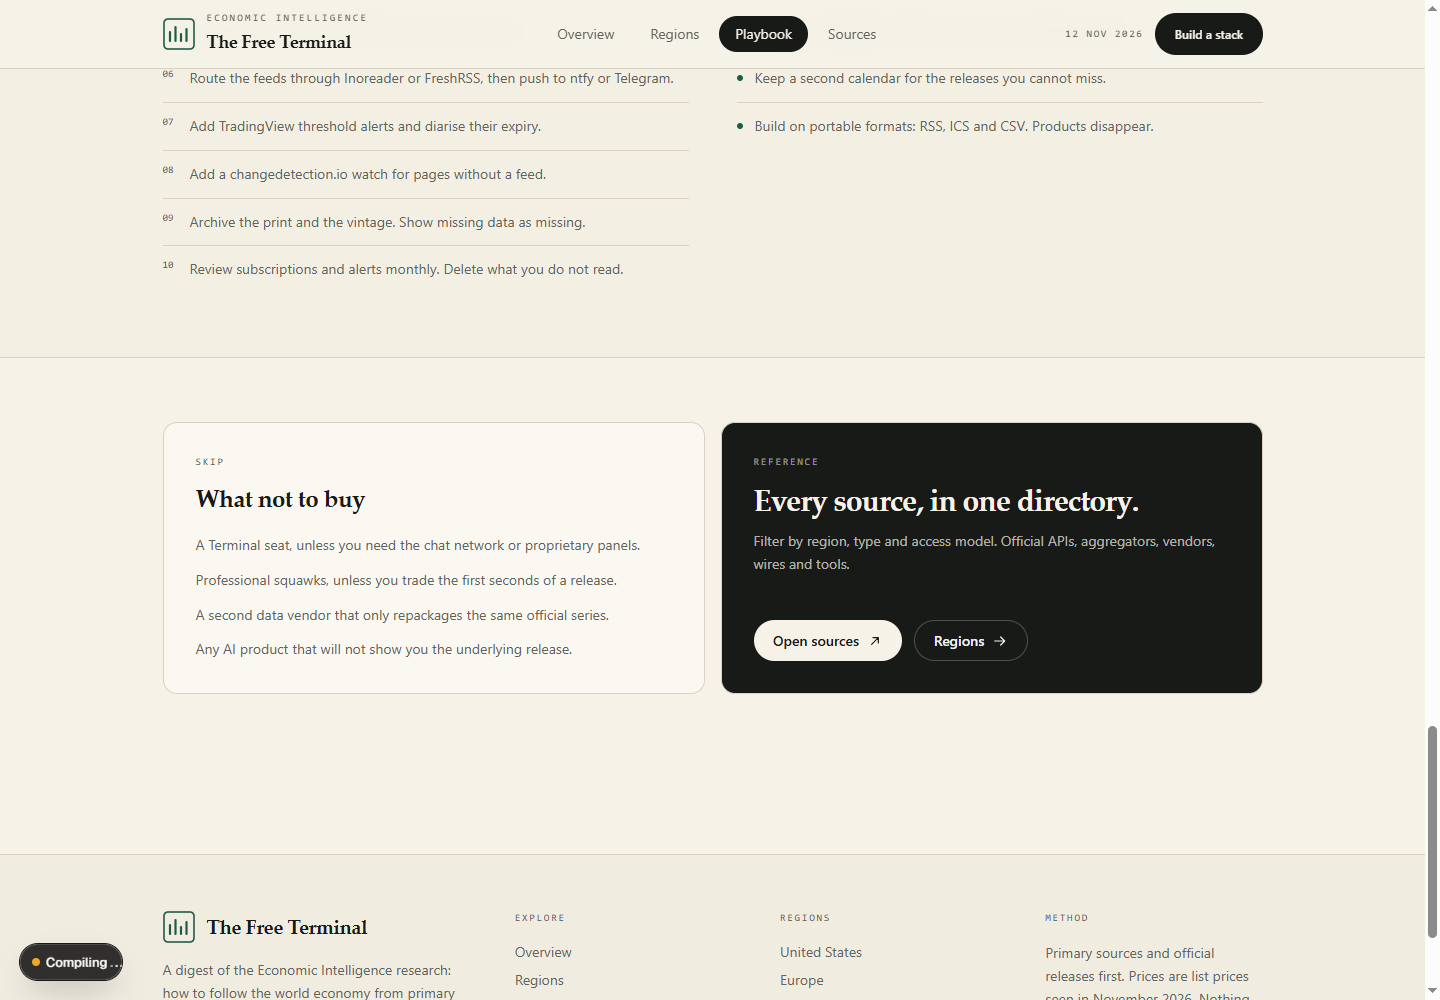 ECONOMIC INTELLIGENCE
The Free Terminal
Overview
Regions
Playbook
Sources
12 NOV 2026
Build a stack
06 Route the feeds through Inoreader or FreshRSS, then push to ntfy or Telegram.
07 Add TradingView threshold alerts and diarise their expiry.
08 Add a changedetection.io watch for pages without a feed.
09 Archive the print and the vintage. Show missing data as missing.
10 Review subscriptions and alerts monthly. Delete what you do not read.
Keep a second calendar for the releases you cannot miss.
Build on portable formats: RSS, ICS and CSV. Products disappear.
SKIP
What not to buy
A Terminal seat, unless you need the chat network or proprietary panels.
Professional squawks, unless you trade the first seconds of a release.
A second data vendor that only repackages the same official series.
Any AI product that will not show you the underlying release.
REFERENCE
Every source, in one directory.
Filter by region, type and access model. Official APIs, aggregators, vendors,
wires and tools.
Open sources
Regions
The Free Terminal
A digest of the Economic Intelligence research:
how to follow the world economy from primary
EXPLORE
Overview
Regions
REGIONS
United States
Europe
METHOD
Primary sources and official
releases first. Prices are list prices
seen in November 2026. Nothing
Compiling ...